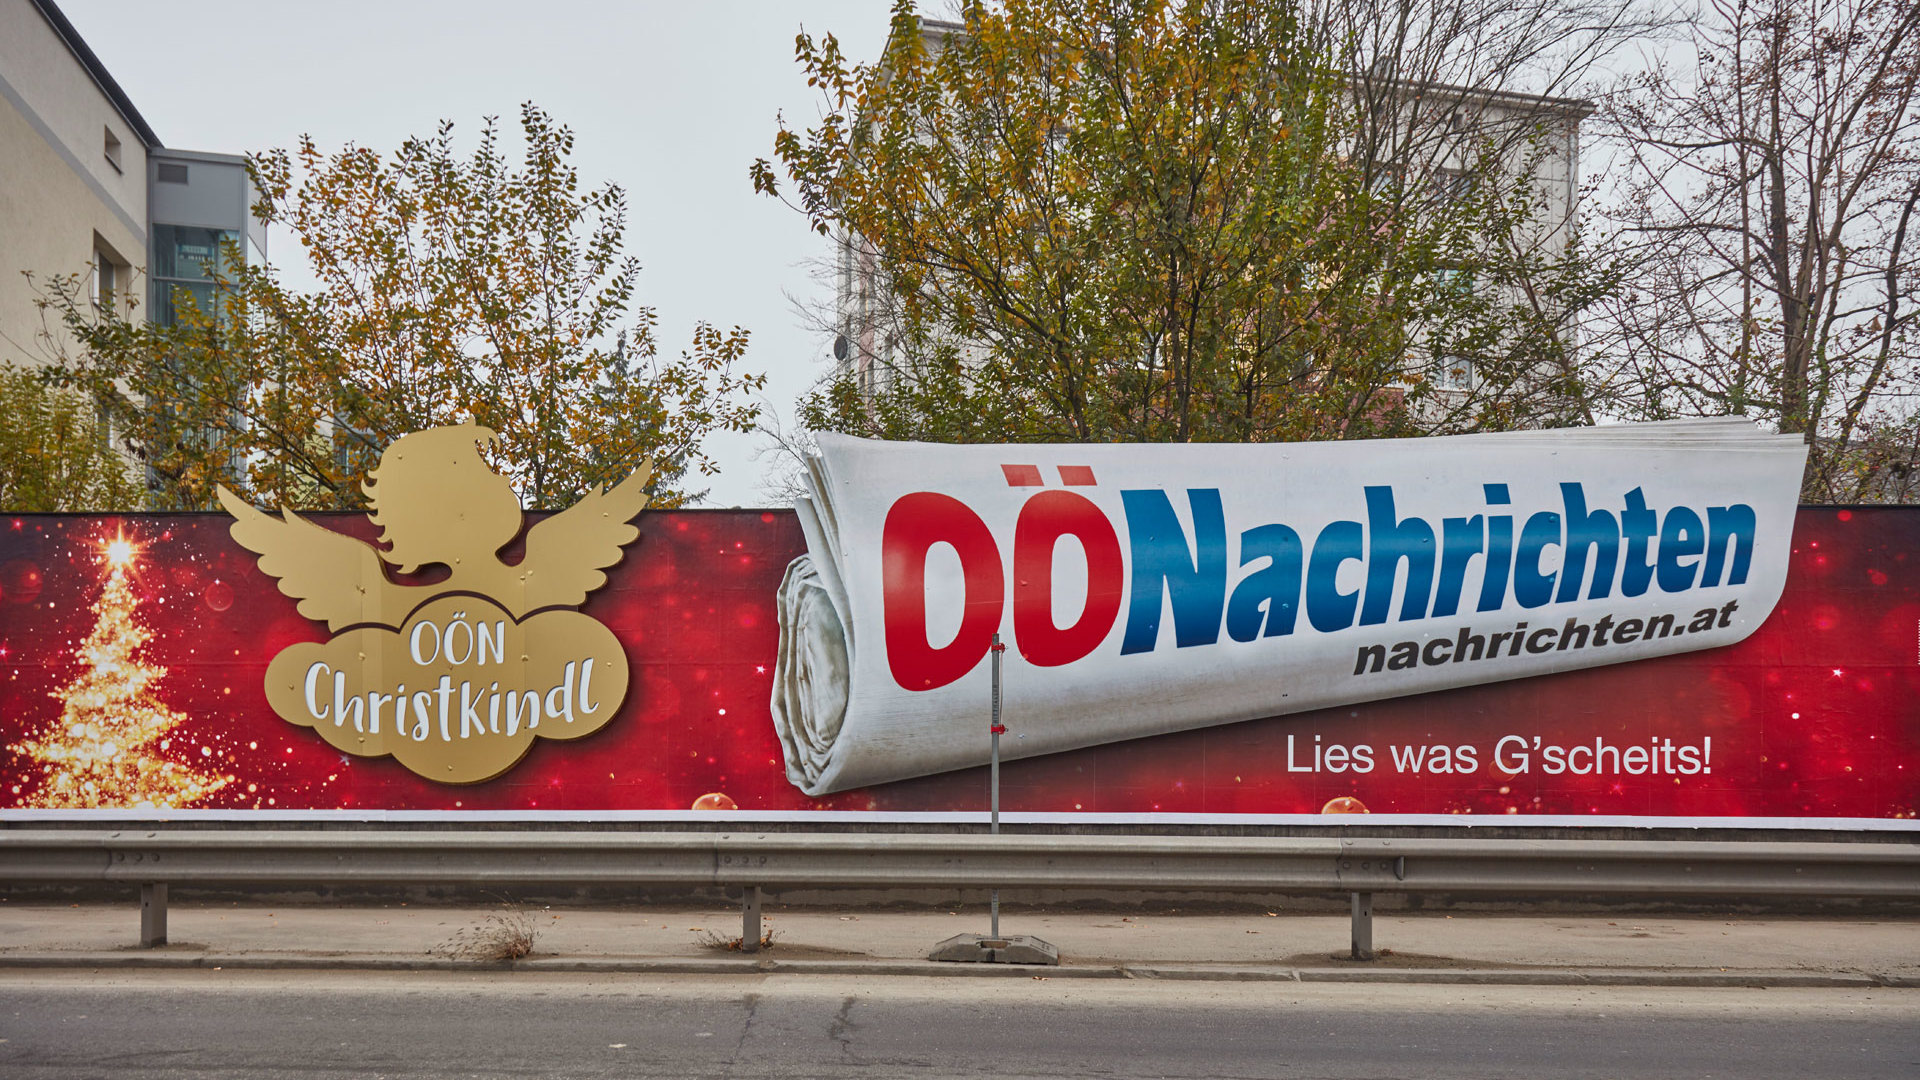 OÖN
Christkindl
OÖNachrichten
nachrichten.at
Lies was G'scheits!